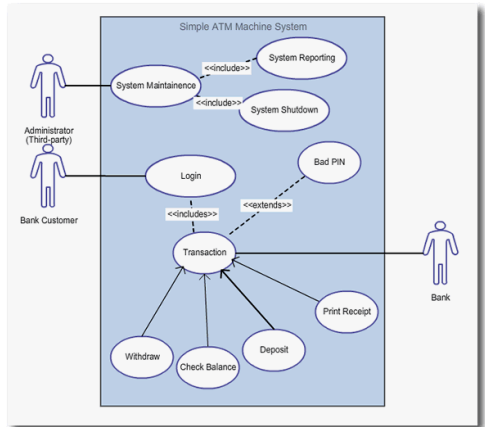 Simple ATM Machine System
System Reporting
<<include>>
System Maintainence
<<include>>
System Shutdown
Administrator
(Third-party)
Bad PIN
Login
<<extends>>
<<includes>>
Bank Customer
Transaction
Bank
Print Receipt
Withdraw
Check Balance
Deposit